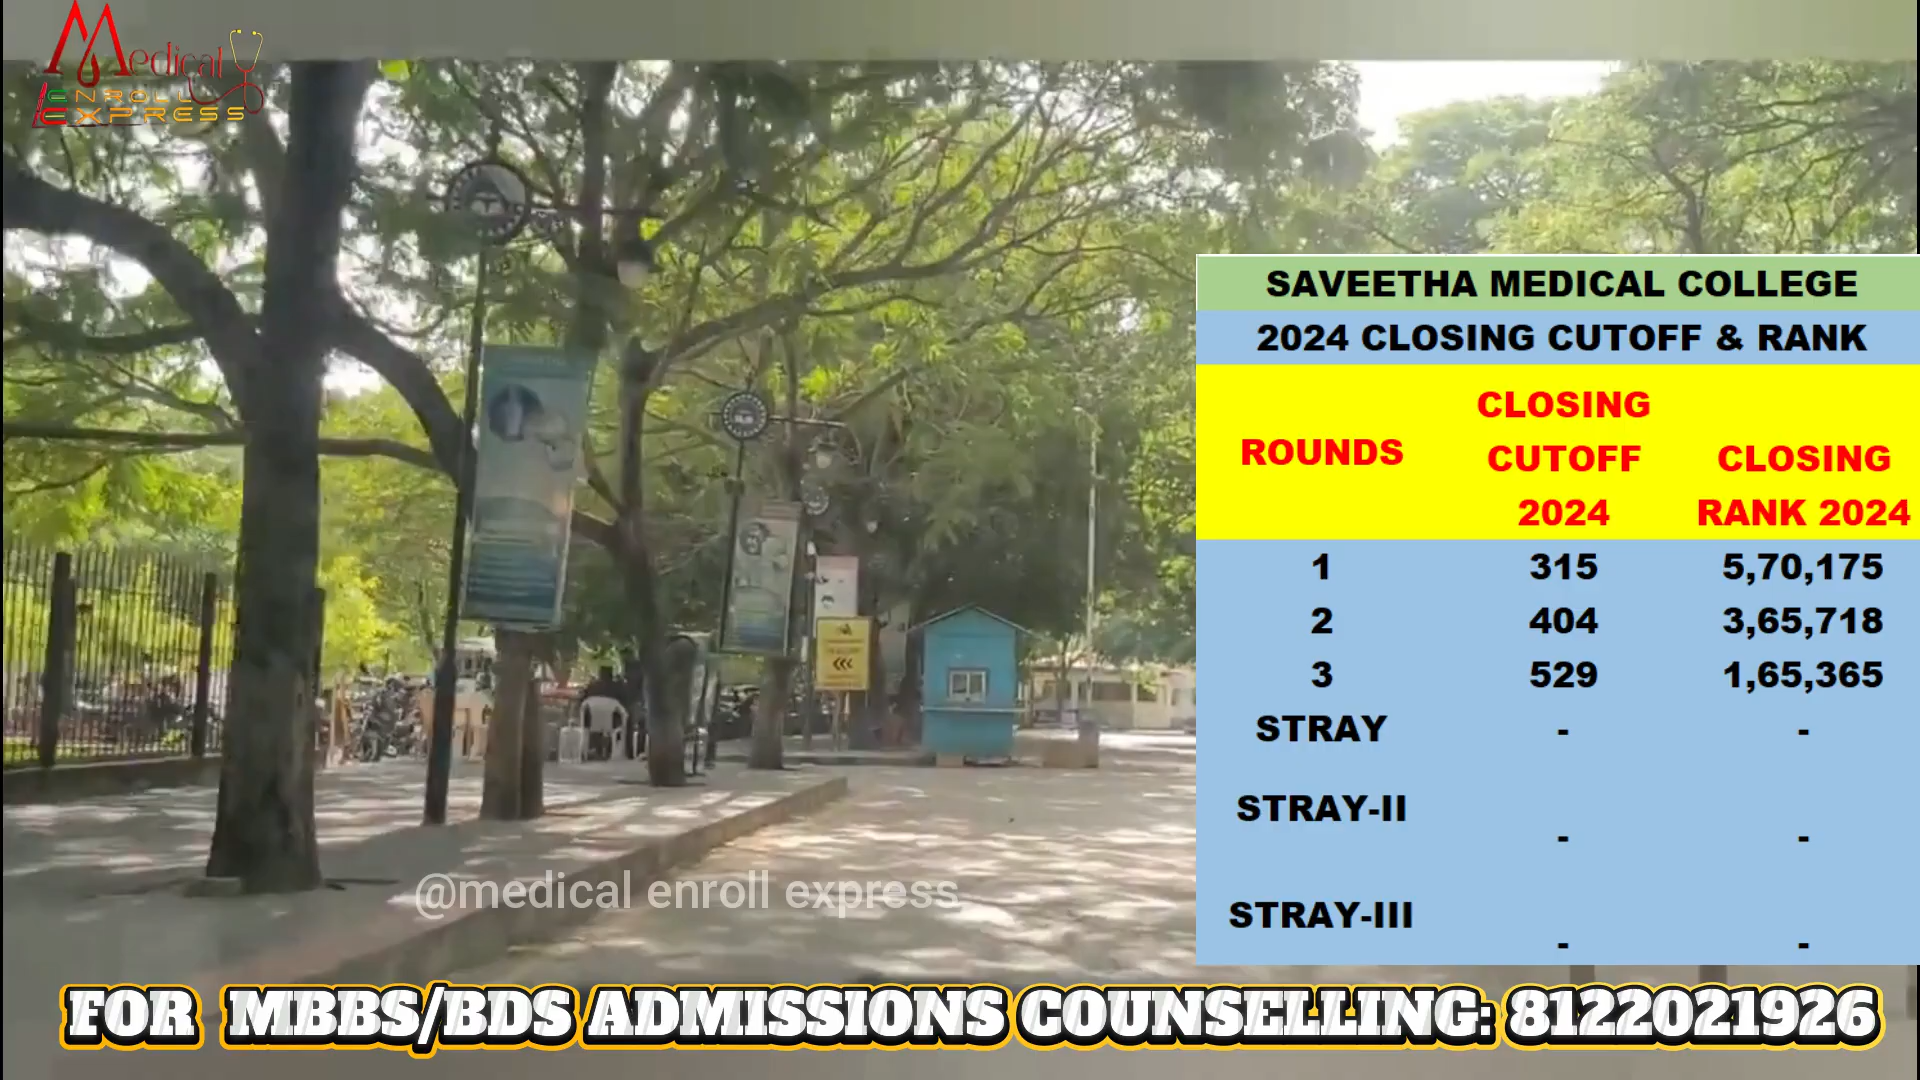 Medical
ENROLL
EXPRESS
SAVEETHA MEDICAL COLLEGE
2024 CLOSING CUTOFF & RANK
ROUNDS CLOSING CUTOFF 2024 CLOSING RANK 2024
1 315 5,70,175
2 404 3,65,718
3 529 1,65,365
STRAY - -
STRAY-II - -
STRAY-III - -
@medical enroll express
FOR MBBS/BDS ADMISSIONS COUNSELLING: 8122021926